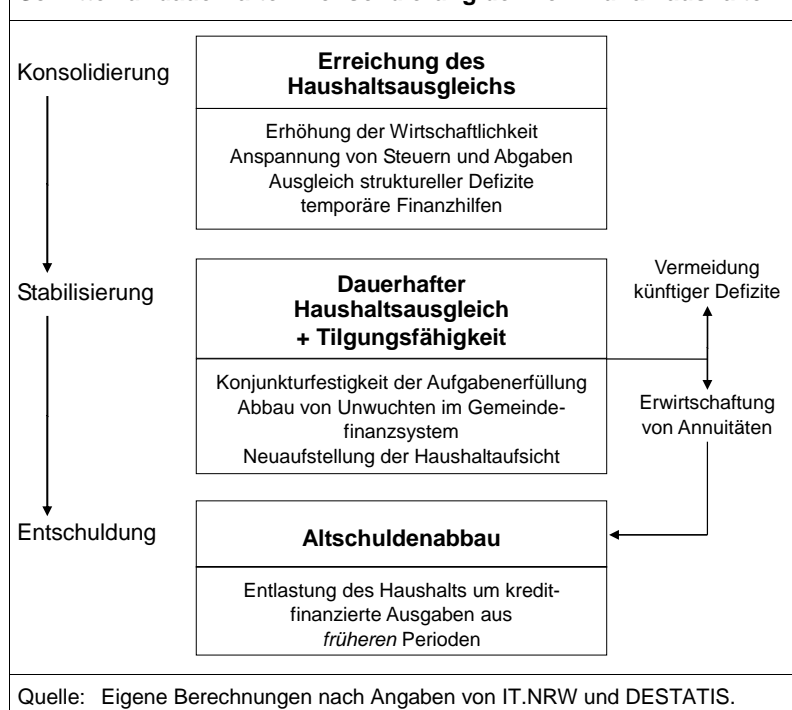 Konsolidierung
Erreichung des
Haushaltsausgleichs
Erhöhung der Wirtschaftlichkeit
Anspannung von Steuern und Abgaben
Ausgleich struktureller Defizite
temporäre Finanzhilfen
Stabilisierung
Dauerhafter
Haushaltsausgleich
+ Tilgungsfähigkeit
Konjunkturfestigkeit der Aufgabenerfüllung
Abbau von Unwuchten im Gemeinde-
finanzsystem
Neuaufstellung der Haushaltaufsicht
Vermeidung
künftiger Defizite
Erwirtschaftung
von Annuitäten
Entschuldung
Altschuldenabbau
Entlastung des Haushalts um kredit-
finanzierte Ausgaben aus
früheren Perioden
Quelle: Eigene Berechnungen nach Angaben von IT.NRW und DESTATIS.